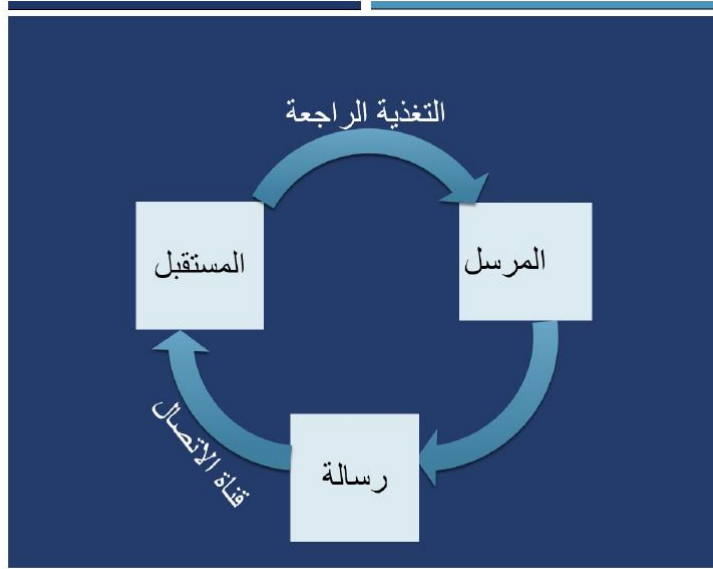 التغذية الراجعة
المرسل
المستقبل
رسالة
قناة الاتصال